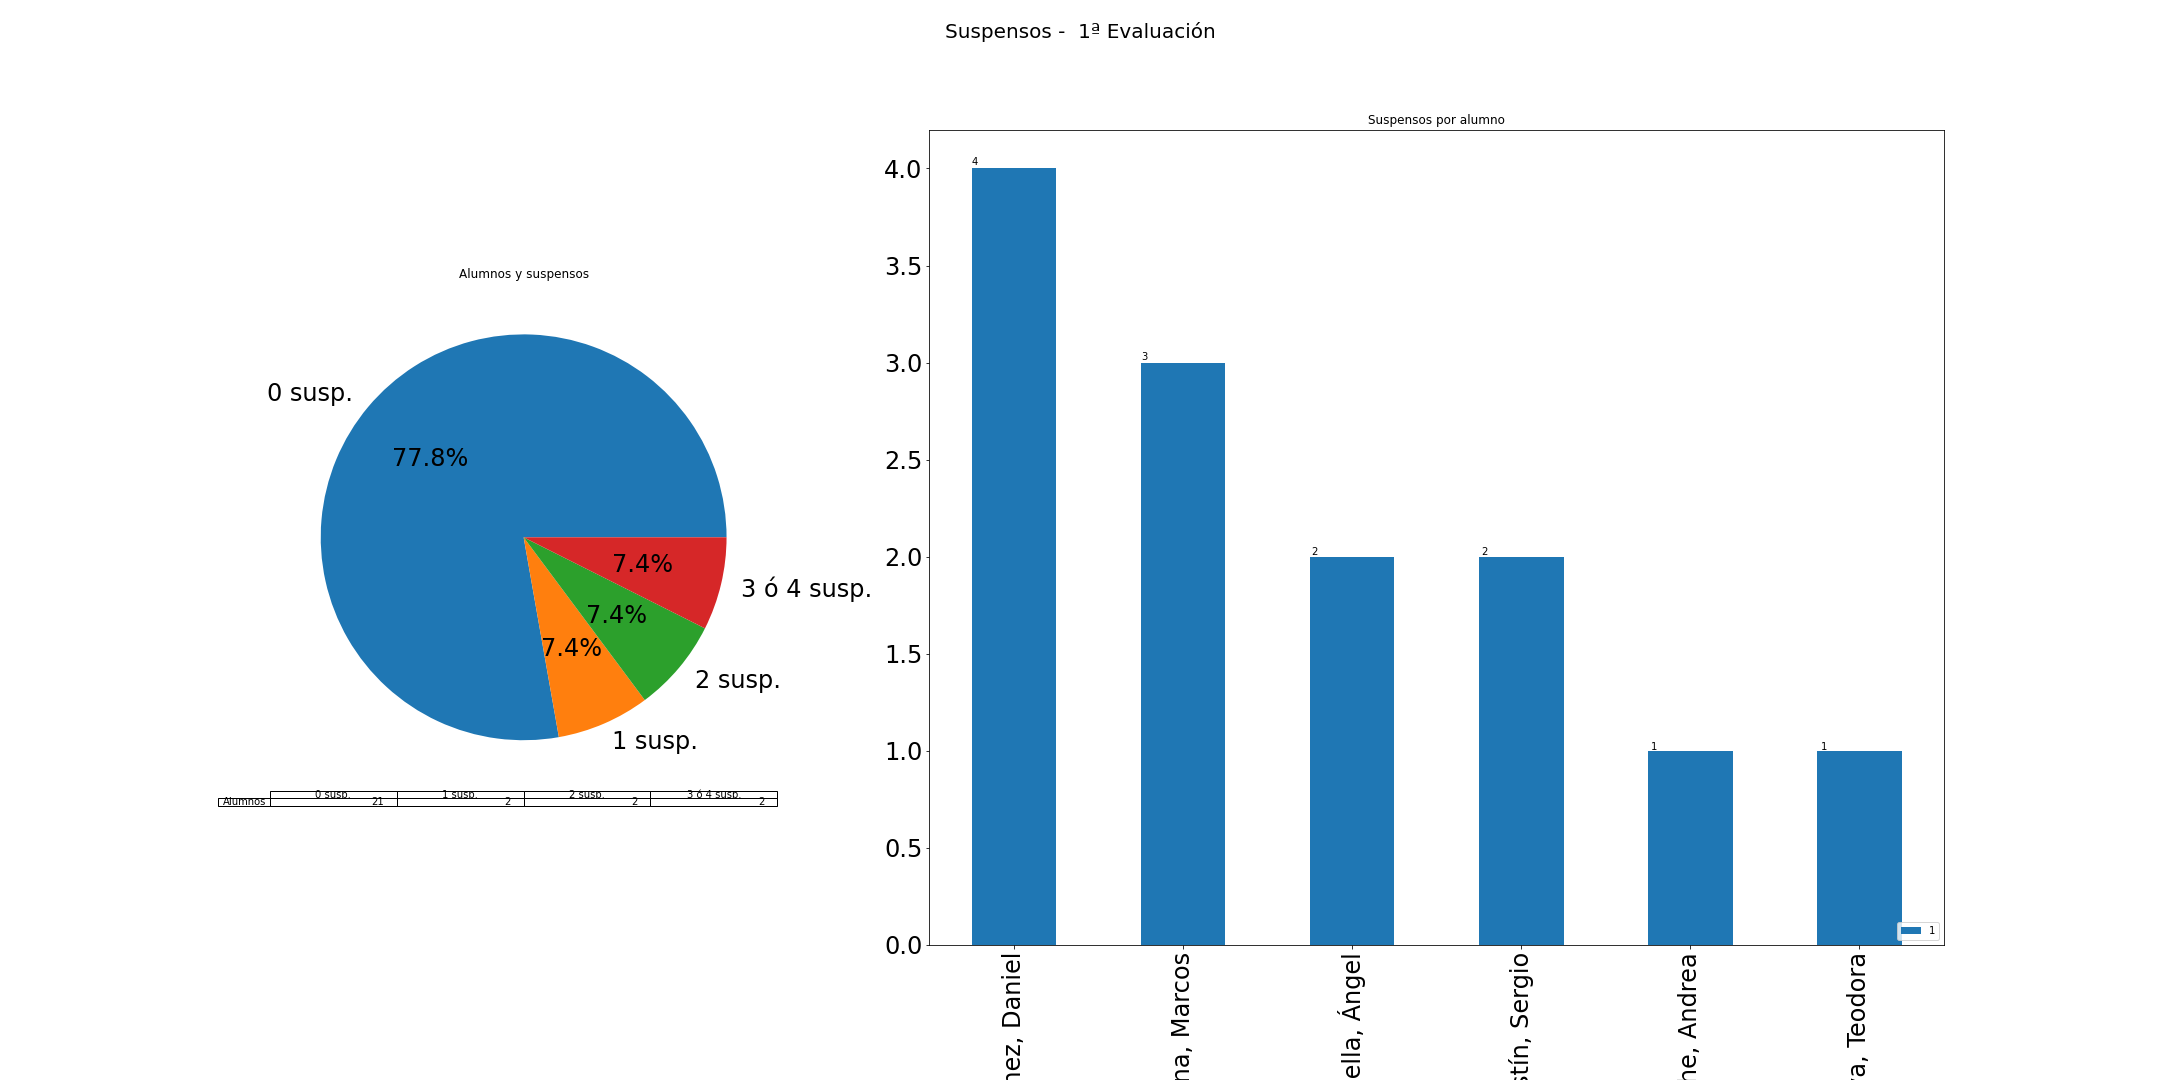 Suspensos -  1ª Evaluación
Alumnos y suspensos
0 susp.
77.8%
7.4%
3 ó 4 susp.
7.4%
2 susp.
7.4%
1 susp.
0 susp. 1 susp. 2 susp. 3 ó 4 susp.
Alumnos 21 2 2 2
Suspensos por alumno
4.0
3.5
3.0
2.5
2.0
1.5
1.0
0.5
0.0
4
3
2
2
1
1
1
nez, Daniel
na, Marcos
ella, Ángel
stín, Sergio
he, Andrea
va, Teodora